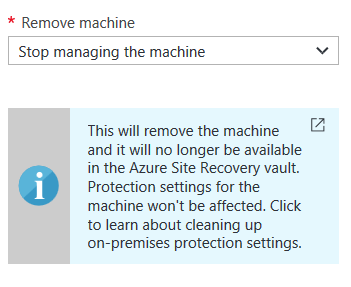 * Remove machine
Stop managing the machine
This will remove the machine
and it will no longer be available
in the Azure Site Recovery vault.
Protection settings for the
machine won't be affected. Click
to learn about cleaning up
on-premises protection settings.